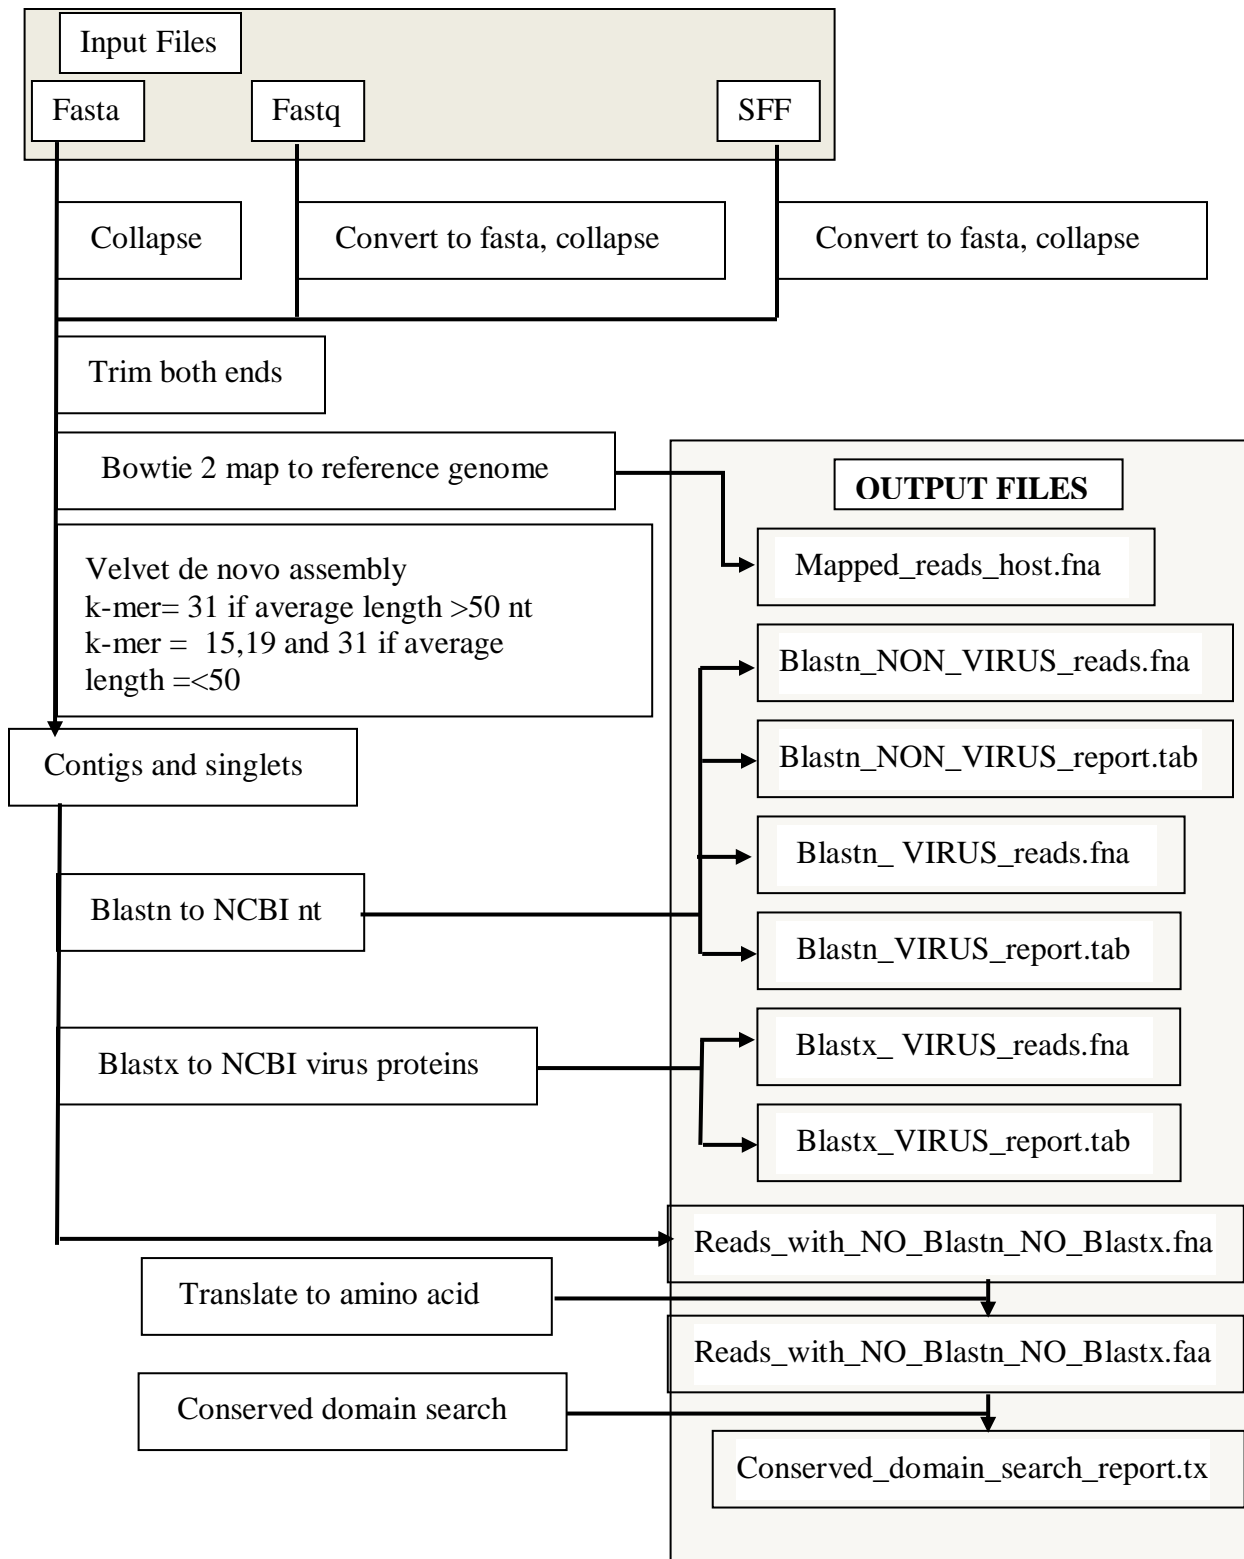 Input Files
Fasta
Fastq
SFF
Collapse
Convert to fasta, collapse
Convert to fasta, collapse
Trim both ends
Bowtie 2 map to reference genome
OUTPUT FILES
Mapped_reads_host.fna
Velvet de novo assembly
k-mer= 31 if average length >50 nt
k-mer =  15,19 and 31 if average
length =<50
Blastn_NON_VIRUS_reads.fna
Blastn_NON_VIRUS_report.tab
Contigs and singlets
Blastn_ VIRUS_reads.fna
Blastn to NCBI nt
Blastn_VIRUS_report.tab
Blastx_ VIRUS_reads.fna
Blastx to NCBI virus proteins
Blastx_VIRUS_report.tab
Reads_with_NO_Blastn_NO_Blastx.fna
Translate to amino acid
Reads_with_NO_Blastn_NO_Blastx.faa
Conserved domain search
Conserved_domain_search_report.tx